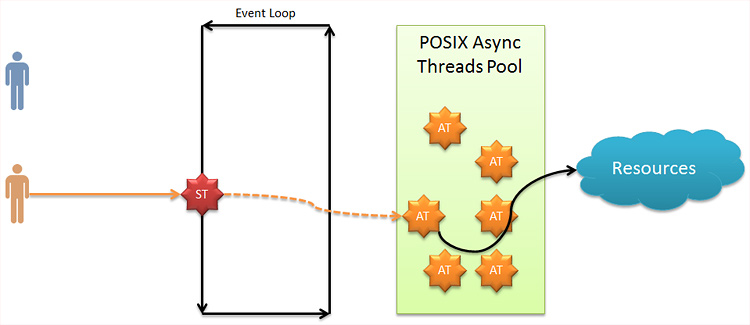 Event Loop
POSIX Async
Threads Pool
AT
AT
ST
AT
AT
AT
AT
Resources